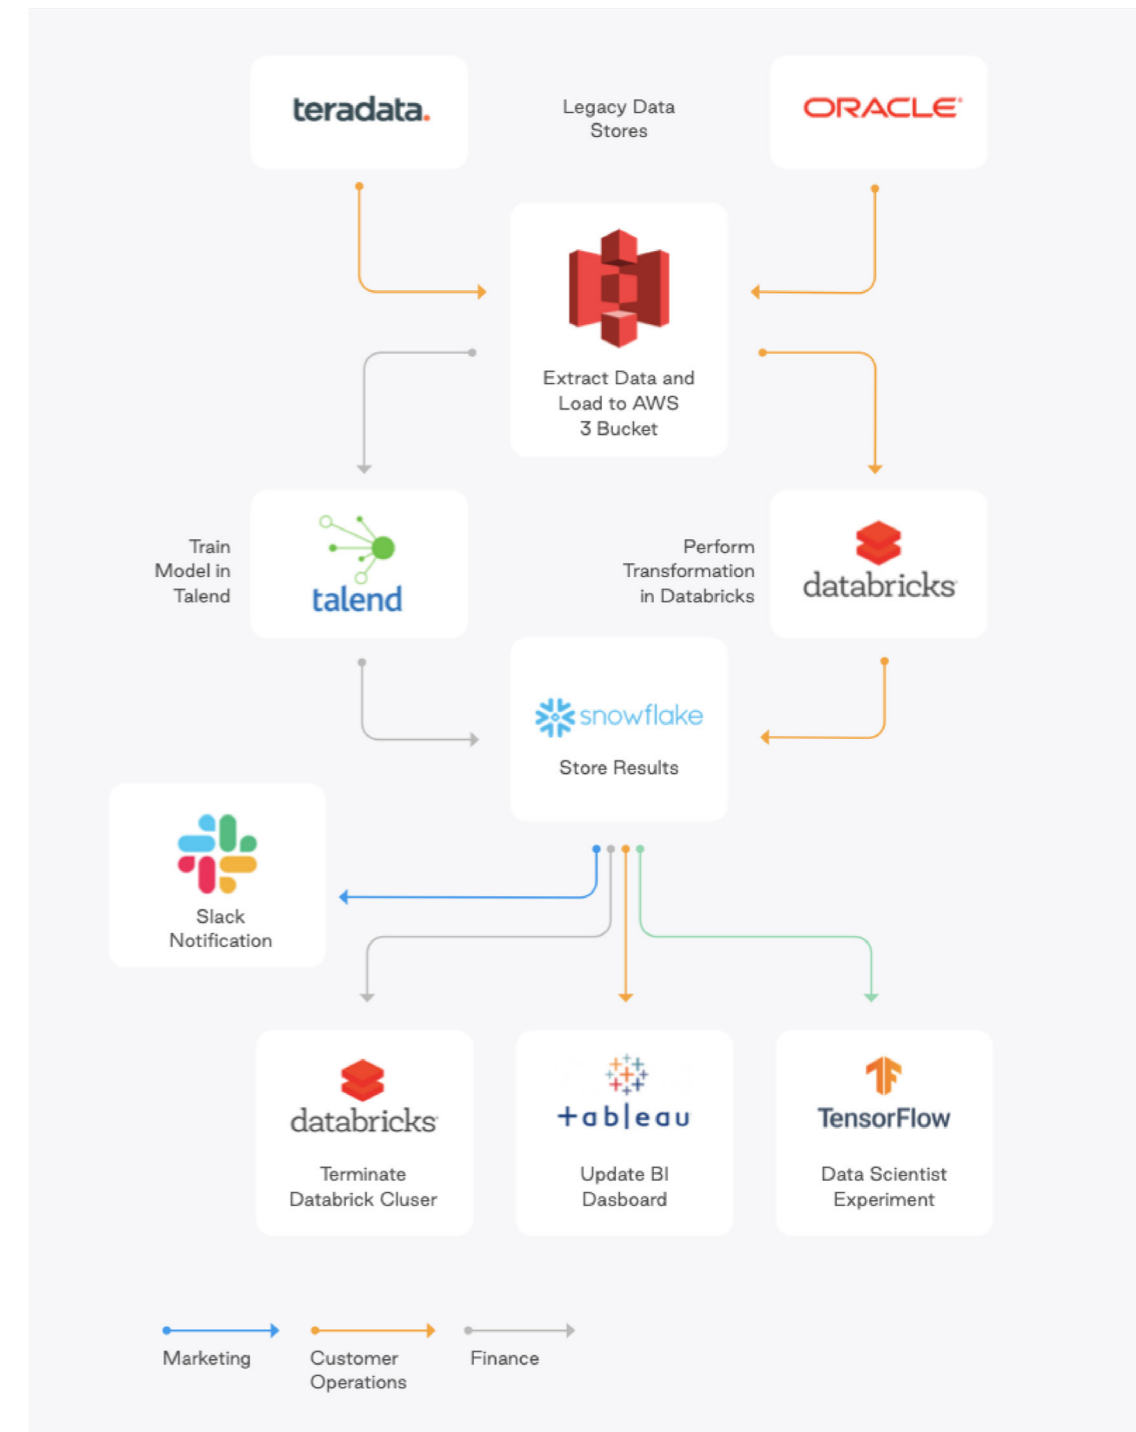 teradata.
Legacy Data
Stores
ORACLE
Extract Data and
Load to AWS
3 Bucket
Train
Model in
Talend
talend
Perform
Transformation
in Databricks
databricks
snowflake
Store Results
Slack
Notification
databricks
Terminate
Databrick Cluser
+ableau
Update BI
Dasboard
TensorFlow
Data Scientist
Experiment
Marketing
Customer
Operations
Finance